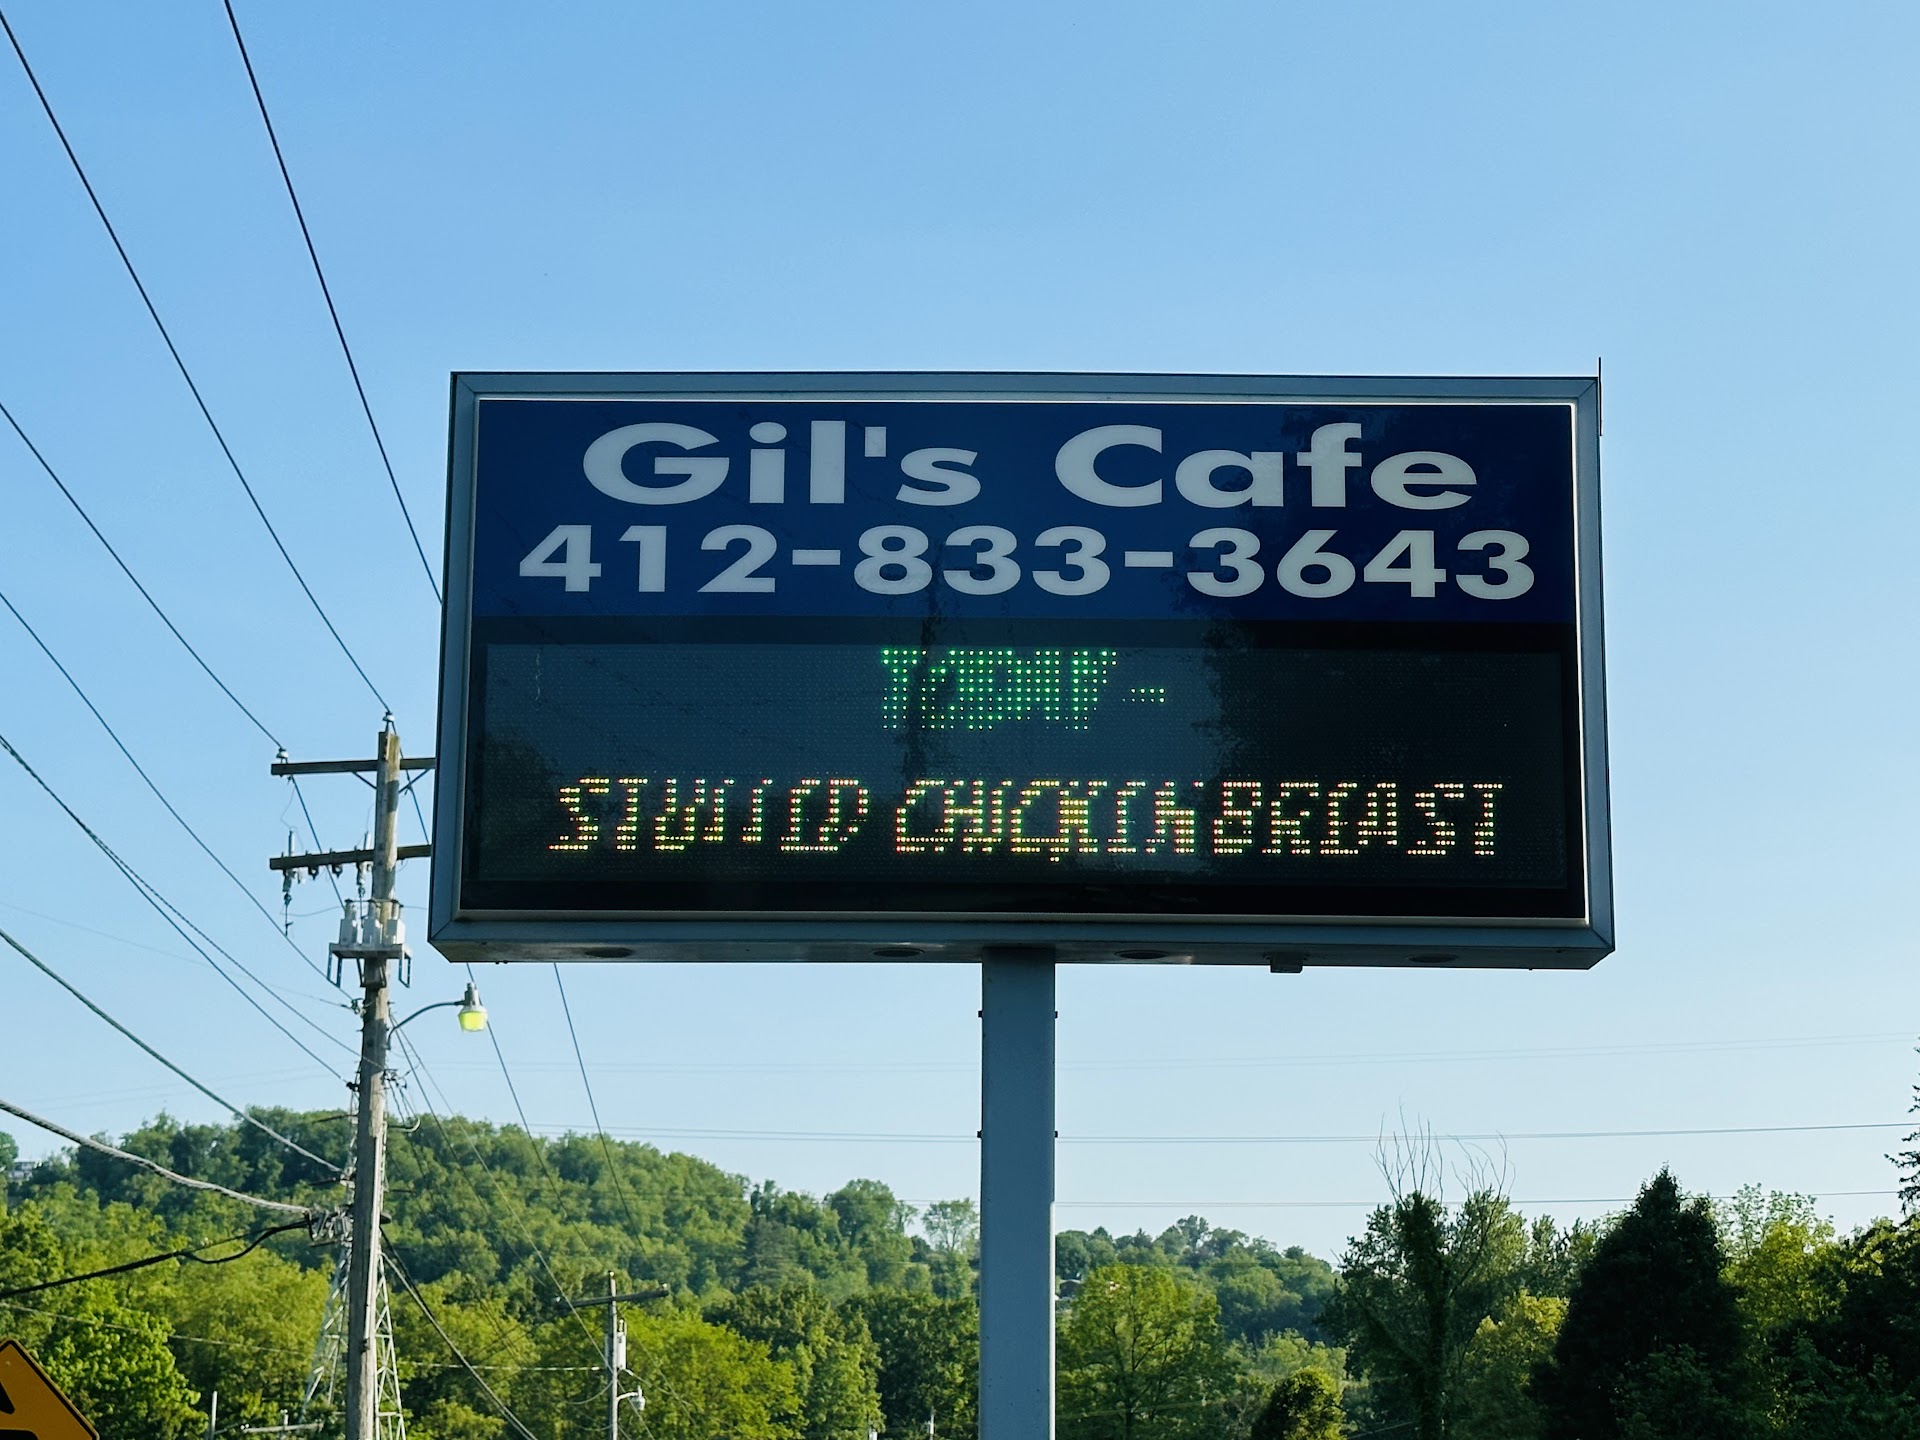 Gil's Cafe
412-833-3643
TODAY-
STUFFED CHICKEN BREAST